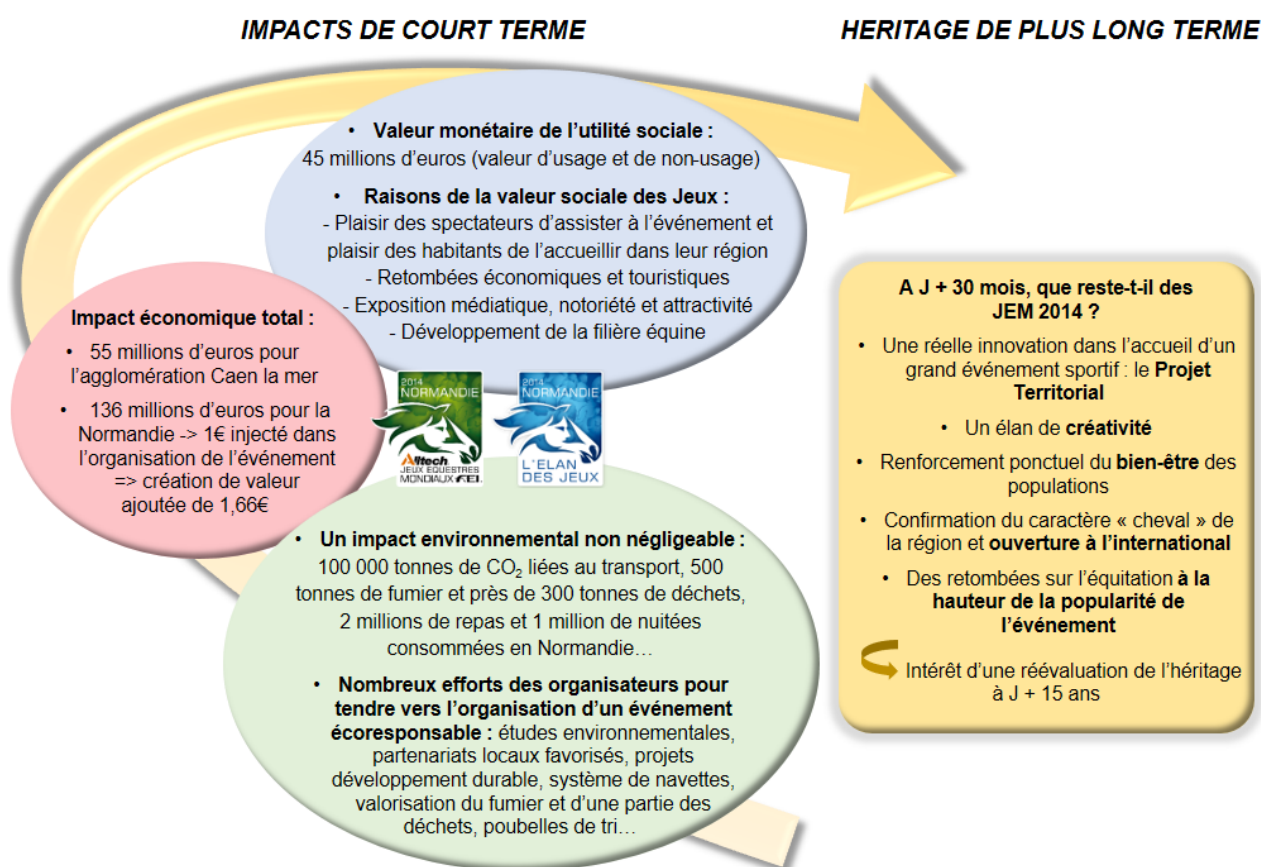 IMPACTS DE COURT TERME
HERITAGE DE PLUS LONG TERME
• Valeur monétaire de l'utilité sociale :
45 millions d'euros (valeur d'usage et de non-usage)
• Raisons de la valeur sociale des Jeux :
- Plaisir des spectateurs d'assister à l'événement et
plaisir des habitants de l'accueillir dans leur région
- Retombées économiques et touristiques
- Exposition médiatique, notoriété et attractivité
- Développement de la filière équine
Impact économique total :
• 55 millions d'euros pour
l'agglomération Caen la mer
• 136 millions d'euros pour la
Normandie -> 1€ injecté dans
l'organisation de l'événement
=> création de valeur
ajoutée de 1,66€
2014
NORMANDIE
Alltech
JEUX EQUESTRES
MONDIAUX FEI
2014
NORMANDIE
L'ELAN
DES JEUX
• Un impact environnemental non négligeable :
100 000 tonnes de CO₂ liées au transport, 500
tonnes de fumier et près de 300 tonnes de déchets,
2 millions de repas et 1 million de nuitées
consommées en Normandie…
• Nombreux efforts des organisateurs pour
tendre vers l'organisation d'un événement
écoresponsable : études environnementales,
partenariats locaux favorisés, projets
développement durable, système de navettes,
valorisation du fumier et d'une partie des
déchets, poubelles de tri…
A J + 30 mois, que reste-t-il des
JEM 2014 ?
• Une réelle innovation dans l'accueil d'un
grand événement sportif : le Projet
Territorial
• Un élan de créativité
• Renforcement ponctuel du bien-être des
populations
• Confirmation du caractère « cheval » de
la région et ouverture à l'international
• Des retombées sur l'équitation à la
hauteur de la popularité de
l'événement
Intérêt d'une réévaluation de l'héritage
à J + 15 ans